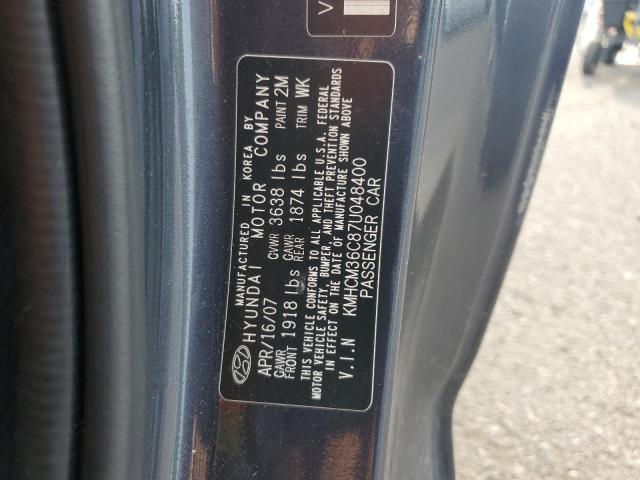 MANUFACTURED IN KOREA BY
HYUNDAI MOTOR COMPANY
APR/16/07 GVWR 3638 lbs PAINT 2M
GAWR FRONT 1918 lbs GAWR REAR 1874 lbs TRIM WK
THIS VEHICLE CONFORMS TO ALL APPLICABLE U.S.A. FEDERAL
MOTOR VEHICLE SAFETY, BUMPER, AND THEFT PREVENTION STANDARDS
IN EFFECT ON THE DATE OF MANUFACTURE SHOWN ABOVE
V.I.N KMHCM36C87U048400
PASSENGER CAR
V